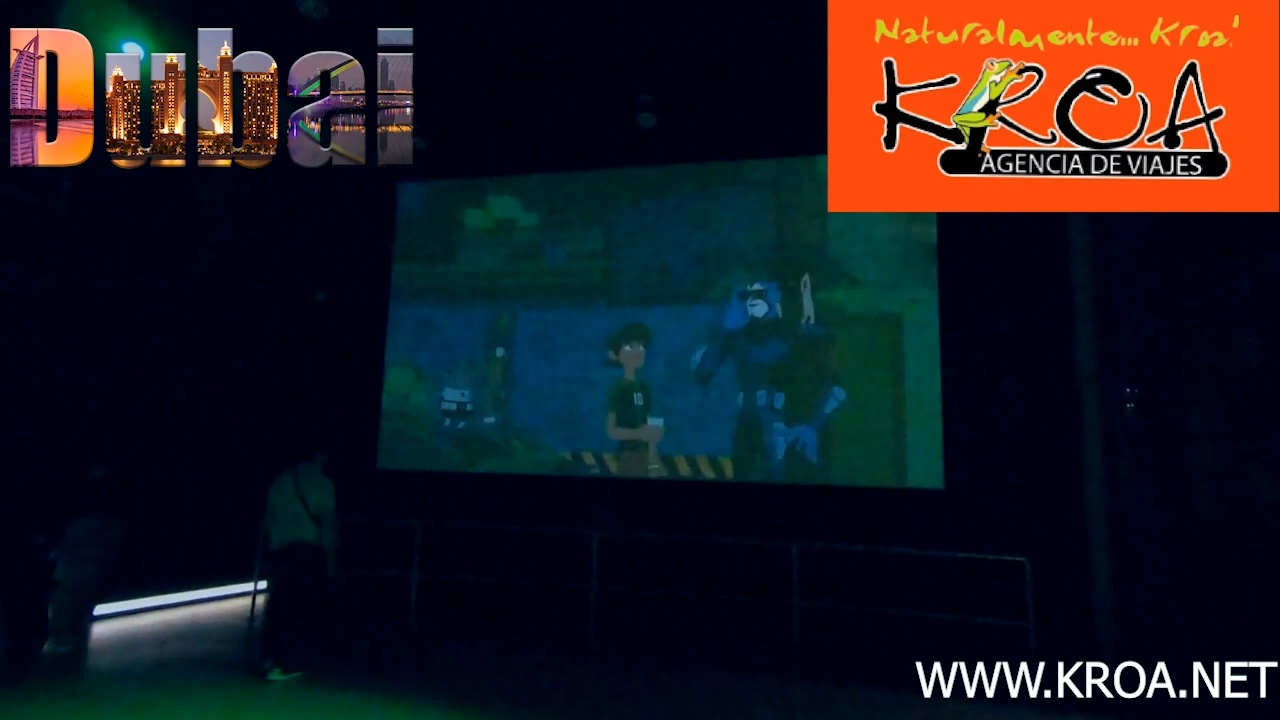 Dubai
Naturalmente... Kroa!
KROA
AGENCIA DE VIAJES
10
WWW.KROA.NET